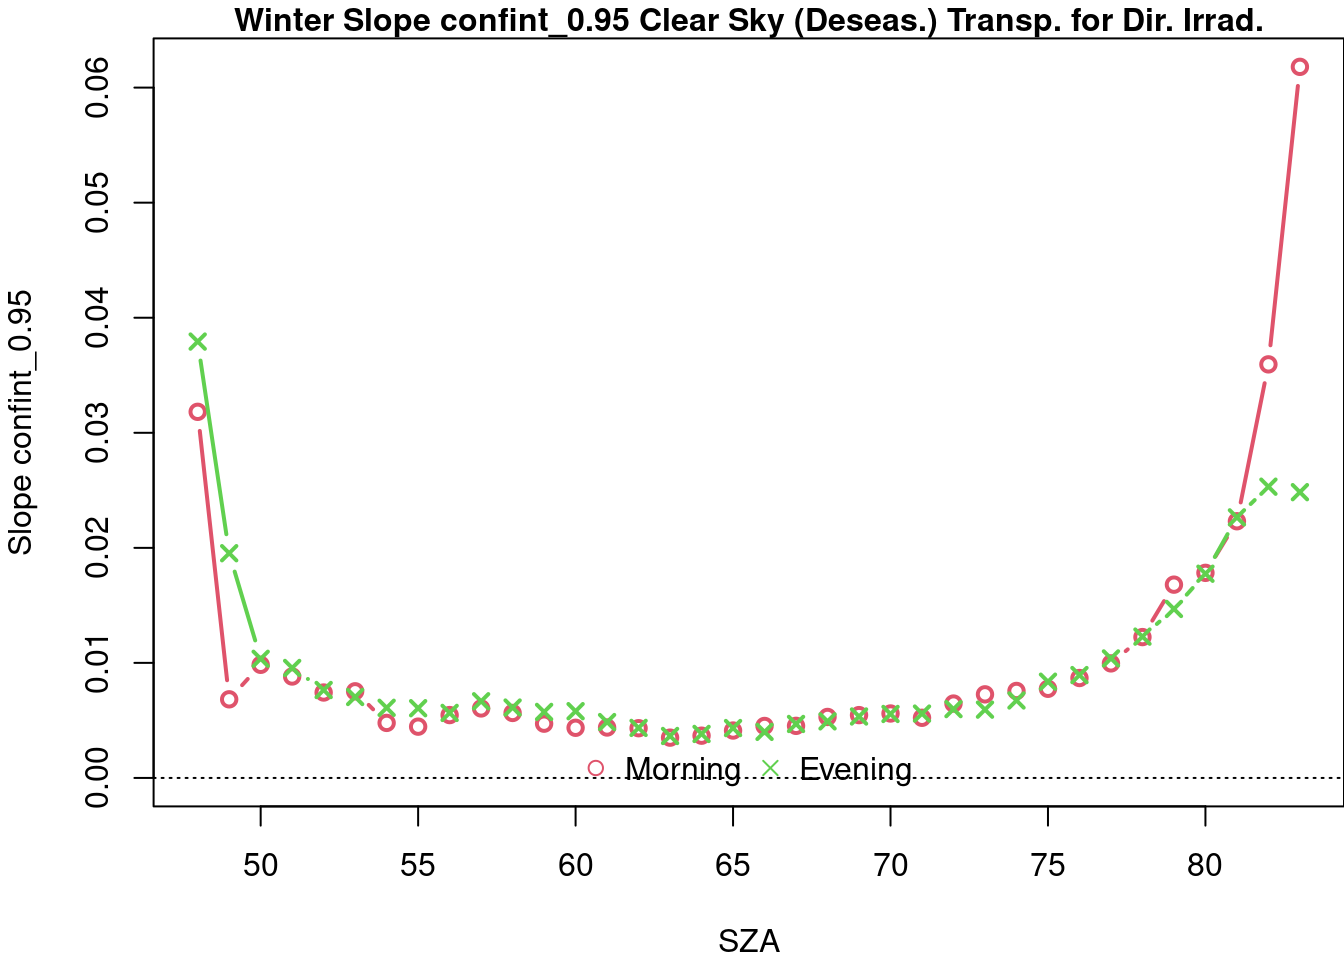 Winter Slope confint_0.95 Clear Sky (Deseas.) Transp. for Dir. Irrad.
Slope confint_0.95
0.06
0.05
0.04
0.03
0.02
0.01
0.00
Morning Evening
50 55 60 65 70 75 80
SZA